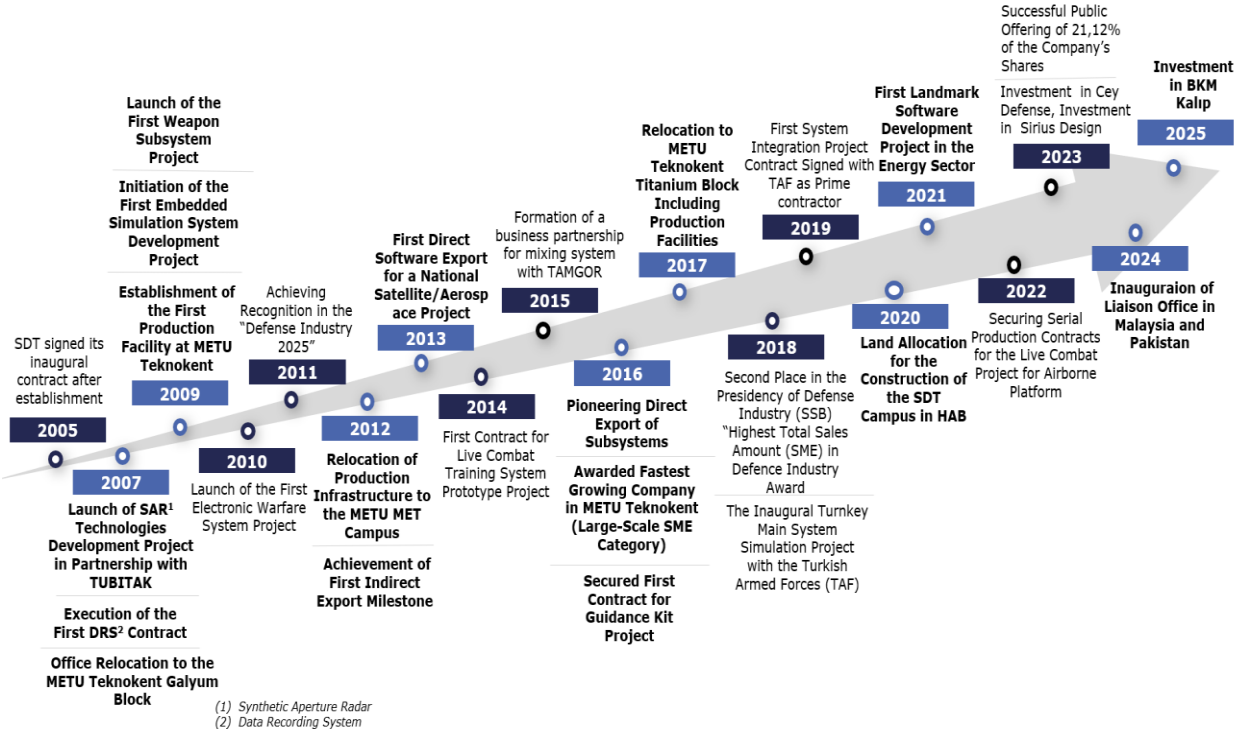 SDT signed its
inaugural
contract after
establishment
2005
2007
Launch of SAR¹
Technologies
Development Project
in Partnership with
TUBITAK
Execution of the
First DRS² Contract
Office Relocation to the
METU Teknokent Galyum
Block
Launch of the
First Weapon
Subsystem
Project
Initiation of the
First Embedded
Simulation System
Development
Project
Establishment of
the First
Production
Facility at METU
Teknokent
2009
2010
Launch of the First
Electronic Warfare
System Project
Achieving
Recognition in the
“Defense Industry
2025”
2011
2012
Relocation of
Production
Infrastructure to
the METU MET
Campus
Achievement of
First Indirect
Export Milestone
First Direct
Software Export
for a National
Satellite/Aerosp
ace Project
2013
2014
First Contract for
Live Combat
Training System
Prototype Project
Formation of a
business partnership
for mixing system
with TAMGOR
2015
2016
Pioneering Direct
Export of
Subsystems
Awarded Fastest
Growing Company
in METU Teknokent
(Large-Scale SME
Category)
Secured First
Contract for
Guidance Kit
Project
Relocation to
METU
Teknokent
Titanium Block
Including
Production
Facilities
2017
2018
Second Place in the
Presidency of Defense
Industry (SSB)
“Highest Total Sales
Amount (SME) in
Defence Industry
Award
The Inaugural Turnkey
Main System
Simulation Project
with the Turkish
Armed Forces (TAF)
First System
Integration Project
Contract Signed with
TAF as Prime
contractor
2019
2020
Land Allocation
for the
Construction of
the SDT
Campus in HAB
First Landmark
Software
Development
Project in the
Energy Sector
2021
2022
Securing Serial
Production Contracts
for the Live Combat
Project for Airborne
Platform
Successful Public
Offering of 21,12%
of the Company’s
Shares
Investment in Cey
Defense, Investment
in Sirius Design
2023
2024
Inauguraion of
Liaison Office in
Malaysia and
Pakistan
Investment
in BKM
Kalıp
2025
(1) Synthetic Aperture Radar
(2) Data Recording System